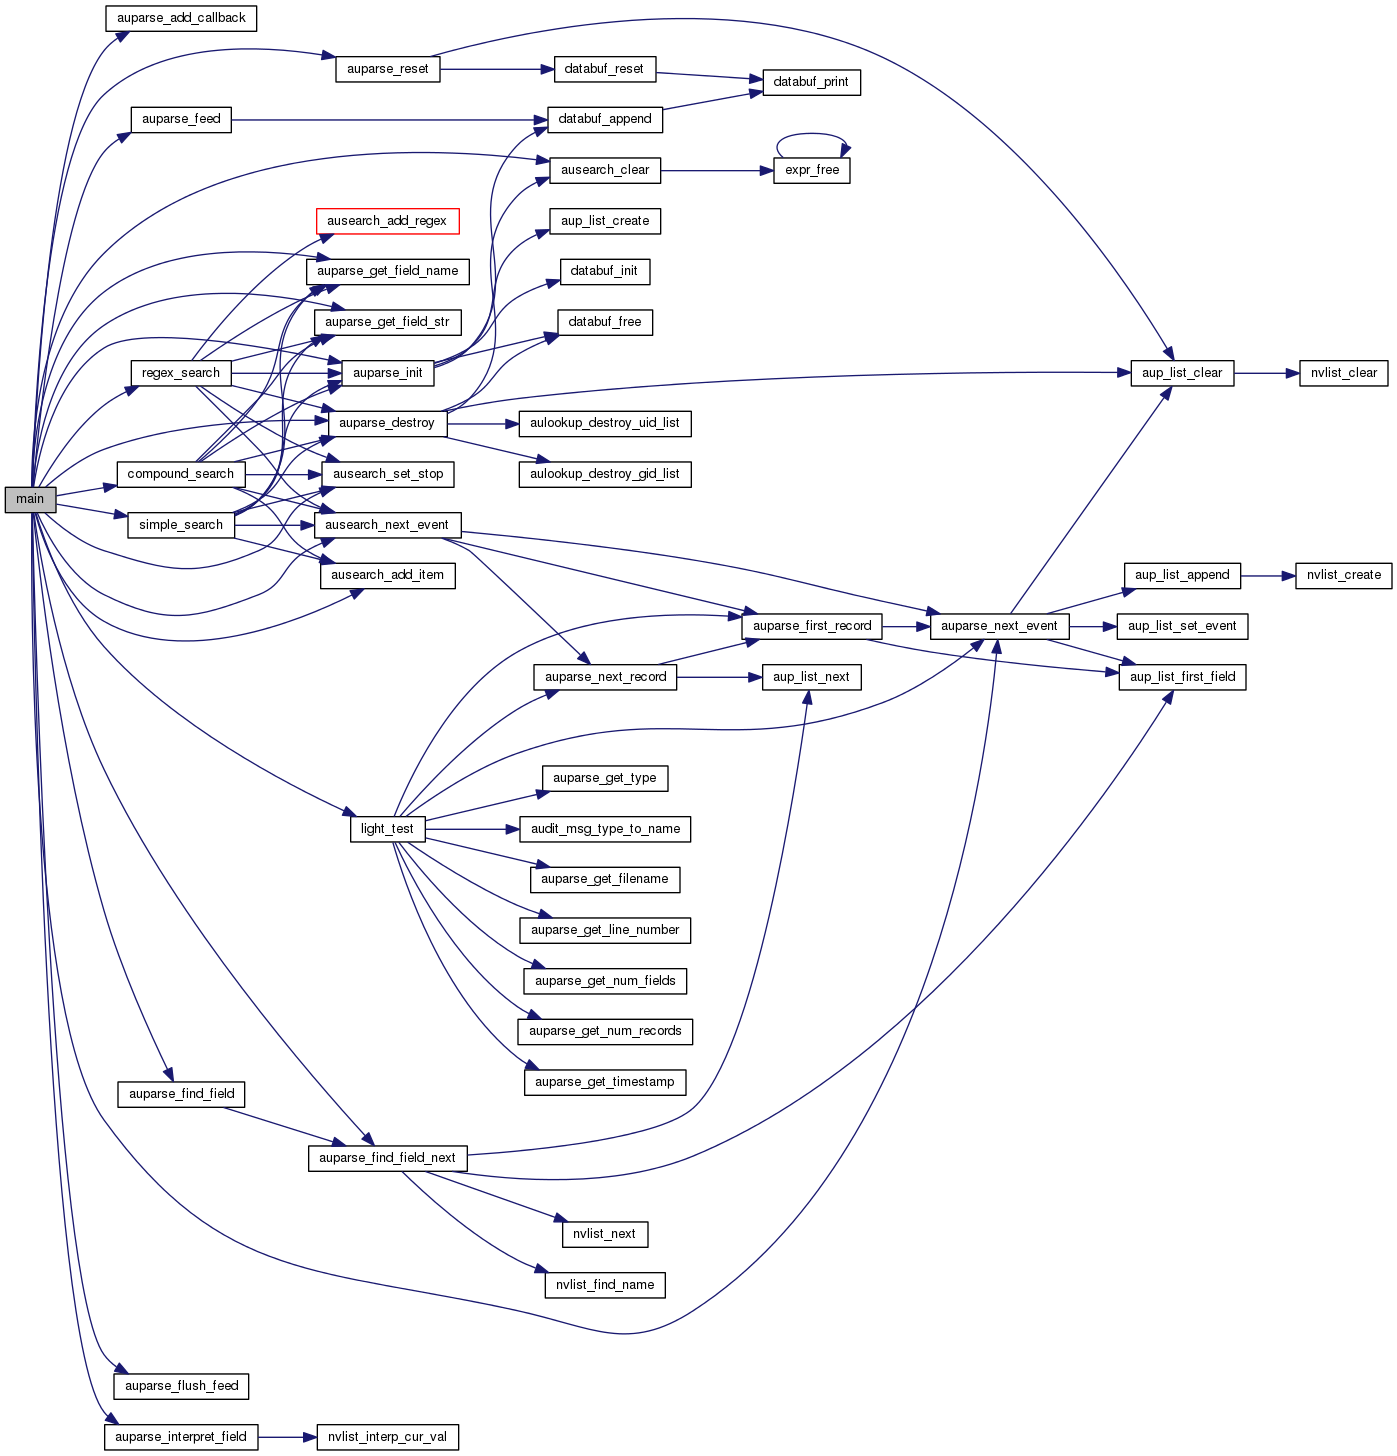 auparse_add_callback
auparse_reset
databuf_reset
databuf_print
auparse_feed
databuf_append
ausearch_clear
expr_free
ausearch_add_regex
aup_list_create
auparse_get_field_name
databuf_init
auparse_get_field_str
databuf_free
regex_search
auparse_init
aup_list_clear
nvlist_clear
auparse_destroy
aulookup_destroy_uid_list
compound_search
ausearch_set_stop
aulookup_destroy_gid_list
main
simple_search
ausearch_next_event
ausearch_add_item
aup_list_append
nvlist_create
auparse_first_record
auparse_next_event
aup_list_set_event
auparse_next_record
aup_list_next
aup_list_first_field
auparse_get_type
light_test
audit_msg_type_to_name
auparse_get_filename
auparse_get_line_number
auparse_get_num_fields
auparse_get_num_records
auparse_get_timestamp
auparse_find_field
auparse_find_field_next
nvlist_next
nvlist_find_name
auparse_flush_feed
auparse_interpret_field
nvlist_interp_cur_val